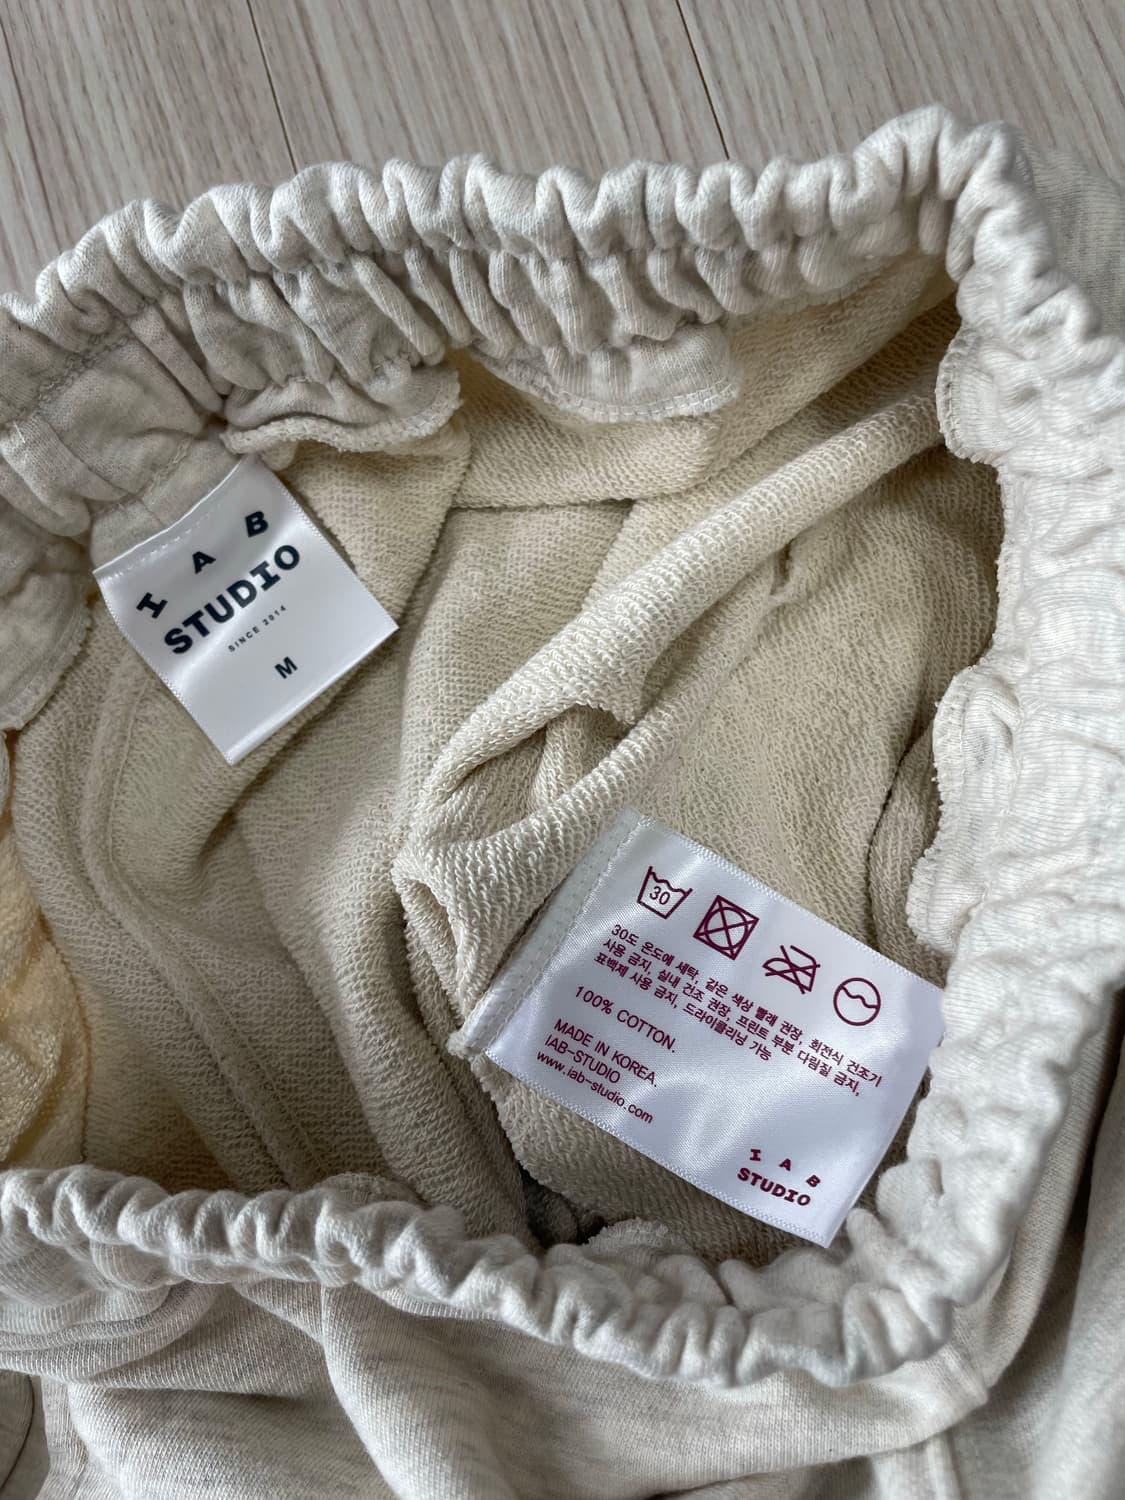 I A B
STUDIO
SINCE 2014
M
30
30도 온도에 세탁, 같은 색상 빨래 권장, 회전식 건조기
사용 금지, 실내 건조 권장, 프린트 부분 다림질 금지,
표백제 사용 금지, 드라이클리닝 가능
100% COTTON.
MADE IN KOREA.
IAB-STUDIO
www.iab-studio.com
I A B
STUDIO